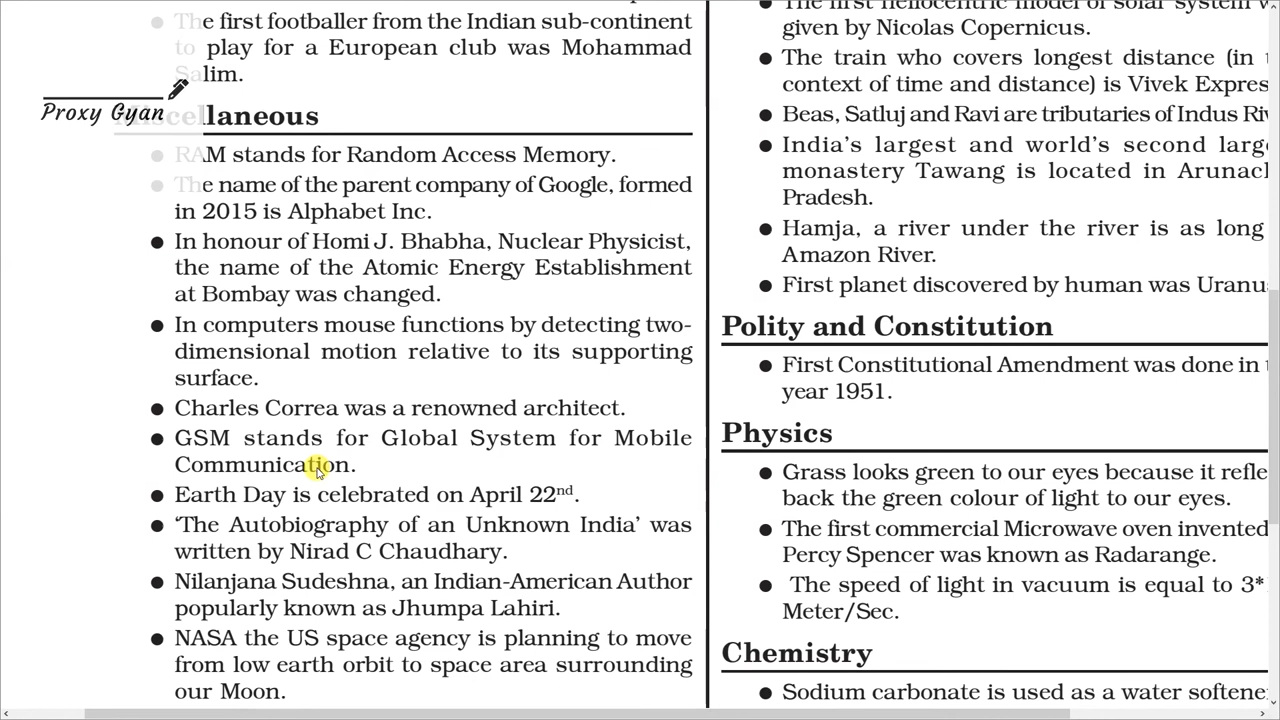 The first footballer from the Indian sub-continent
to play for a European club was Mohammad
Salim.
Proxy Gyan
Miscellaneous
RAM stands for Random Access Memory.
The name of the parent company of Google, formed
in 2015 is Alphabet Inc.
In honour of Homi J. Bhabha, Nuclear Physicist,
the name of the Atomic Energy Establishment
at Bombay was changed.
In computers mouse functions by detecting two-
dimensional motion relative to its supporting
surface.
Charles Correa was a renowned architect.
GSM stands for Global System for Mobile
Communication.
Earth Day is celebrated on April 22nd.
‘The Autobiography of an Unknown India’ was
written by Nirad C Chaudhary.
Nilanjana Sudeshna, an Indian-American Author
popularly known as Jhumpa Lahiri.
NASA the US space agency is planning to move
from low earth orbit to space area surrounding
our Moon.
The first heliocentric model of solar system
given by Nicolas Copernicus.
The train who covers longest distance (in
context of time and distance) is Vivek Expres
Beas, Satluj and Ravi are tributaries of Indus Riv
India’s largest and world’s second large
monastery Tawang is located in Arunach
Pradesh.
Hamja, a river under the river is as long
Amazon River.
First planet discovered by human was Uranu
Polity and Constitution
First Constitutional Amendment was done in
year 1951.
Physics
Grass looks green to our eyes because it refle
back the green colour of light to our eyes.
The first commercial Microwave oven invented
Percy Spencer was known as Radarange.
The speed of light in vacuum is equal to 3*
Meter/Sec.
Chemistry
Sodium carbonate is used as a water softene